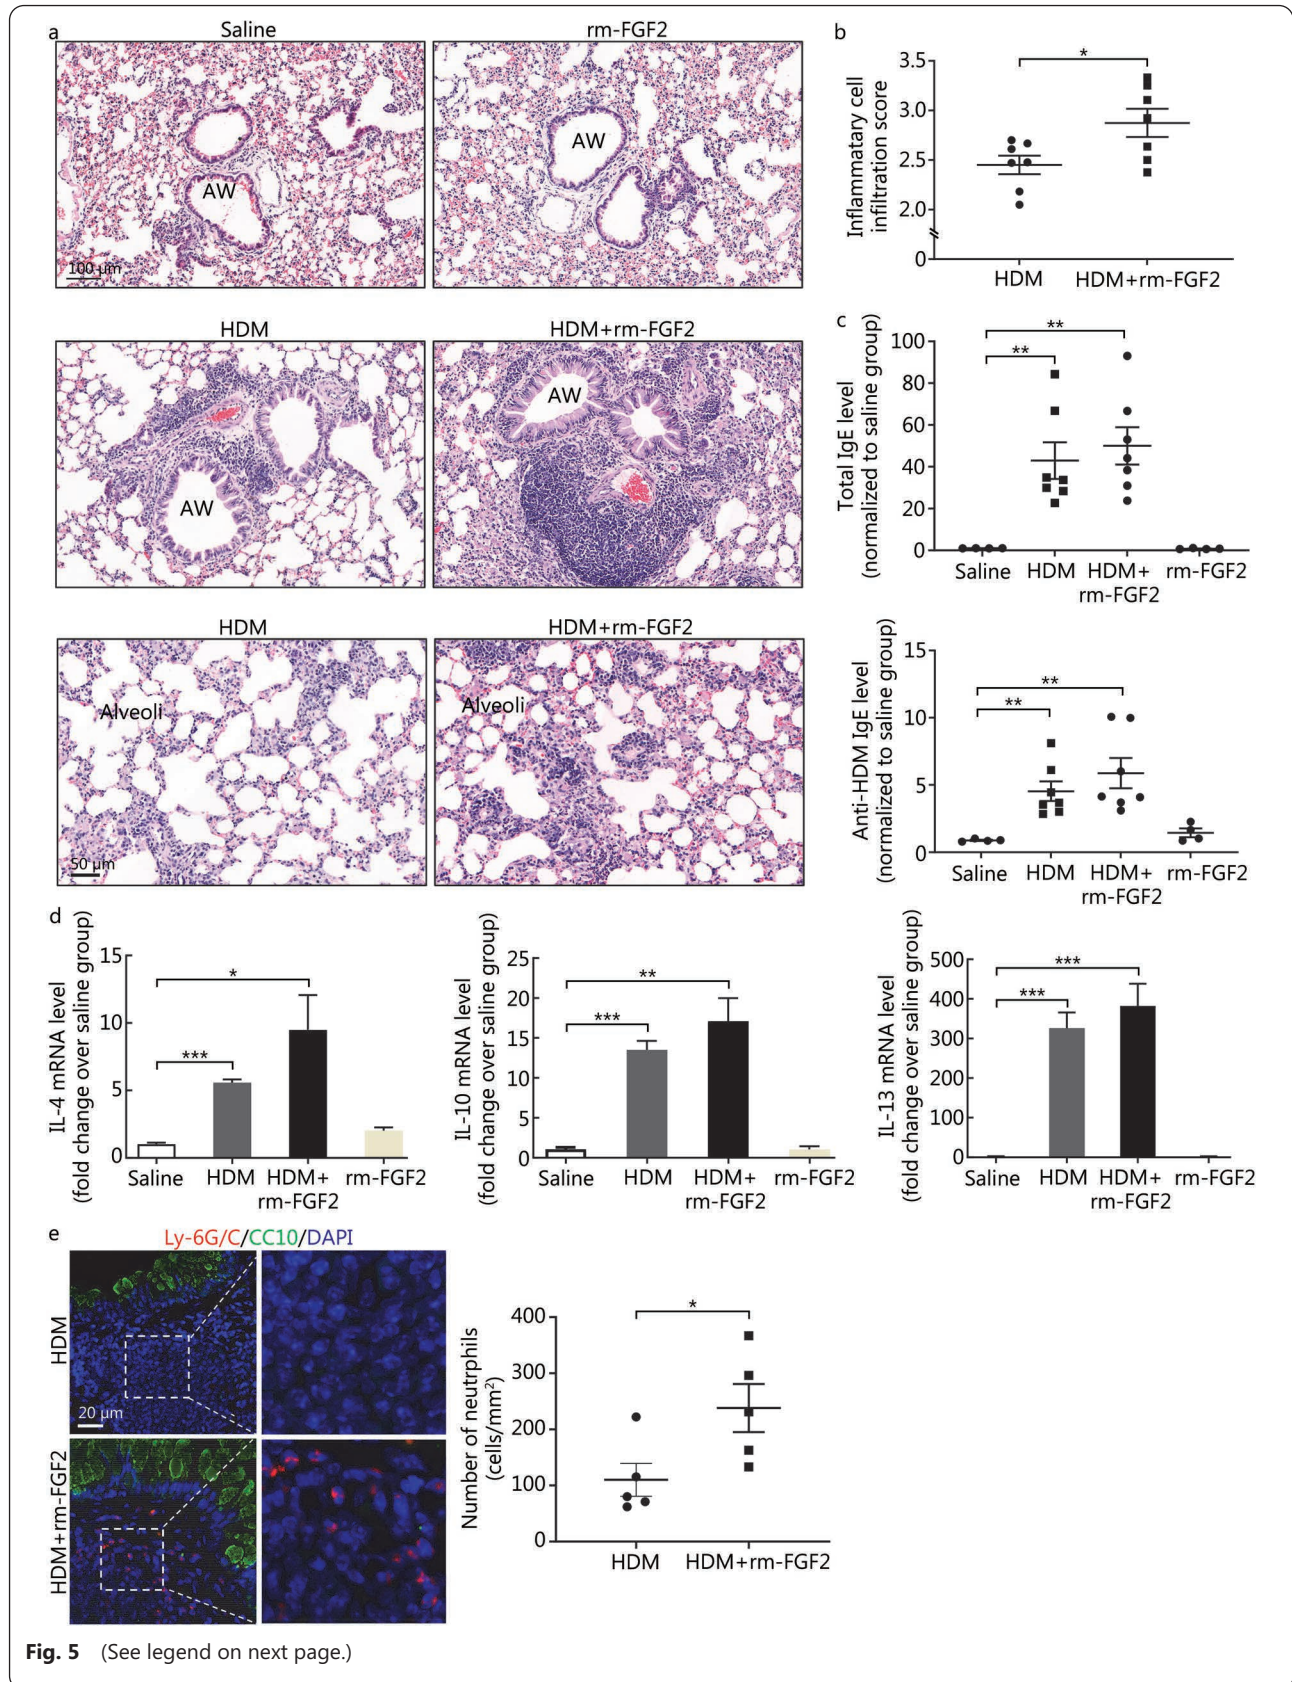 a
Saline
rm-FGF2
AW
100 µm
AW
HDM
HDM+rm-FGF2
AW
AW
HDM
HDM+rm-FGF2
Alveoli
50 µm
Alveoli
b
Inflammatary cell
infiltration score
3.5
3.0
2.5
2.0
0
*
HDM
HDM+rm-FGF2
c
Total IgE level
(normalized to saline group)
100
80
60
40
20
0
**
**
Saline
HDM
HDM+
rm-FGF2
rm-FGF2
Anti-HDM IgE level
(normalized to saline group)
15
10
5
0
**
**
Saline
HDM
HDM+
rm-FGF2
rm-FGF2
d
IL-4 mRNA level
(fold change over saline group)
15
10
5
0
*
***
Saline
HDM
HDM+
rm-FGF2
rm-FGF2
IL-10 mRNA level
(fold change over saline group)
25
20
15
10
5
0
**
***
Saline
HDM
HDM+
rm-FGF2
rm-FGF2
IL-13 mRNA level
(fold change over saline group)
500
400
300
200
100
0
***
***
Saline
HDM
HDM+
rm-FGF2
rm-FGF2
e
Ly-6G/C/CC10/DAPI
HDM
20 µm
HDM+rm-FGF2
Number of neutrphils
(cells/mm²)
400
300
200
100
0
*
HDM
HDM+rm-FGF2
Fig. 5 (See legend on next page.)